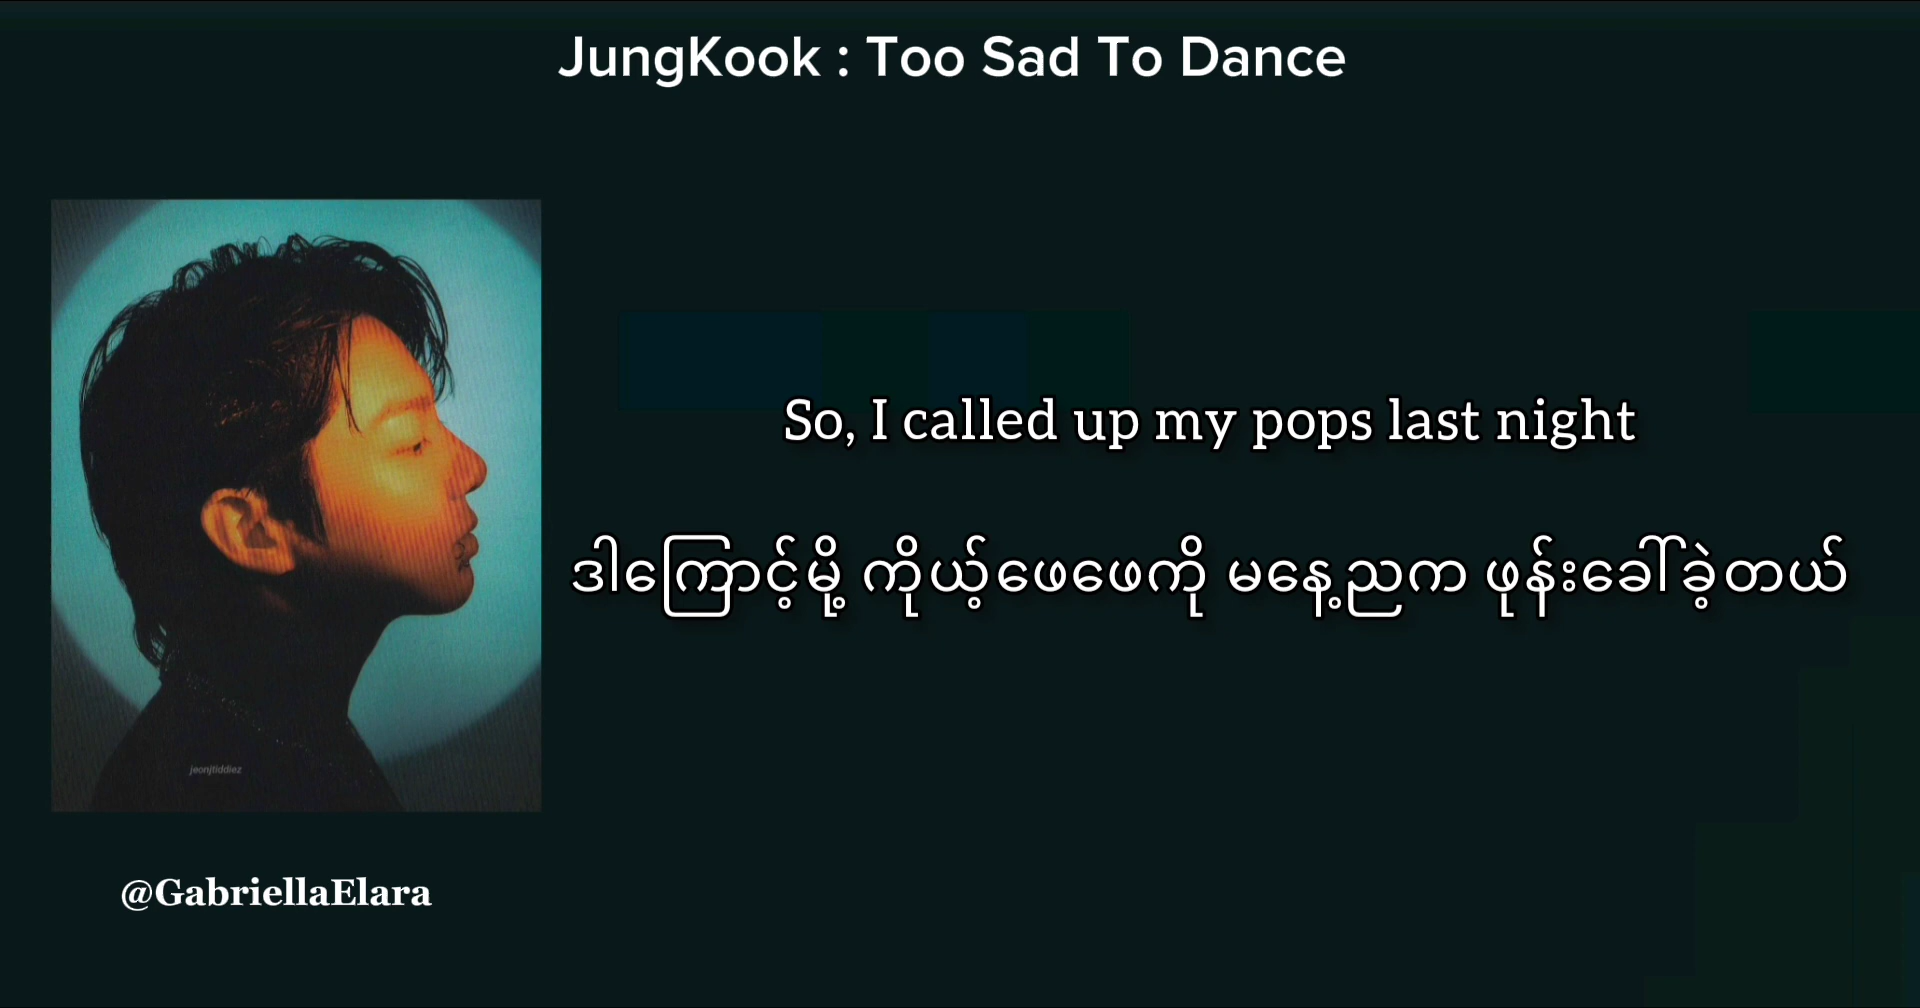 JungKook : Too Sad To Dance
So, I called up my pops last night
ဒါကြောင့်မို့ ကိုယ့်ဖေဖေကို မနေ့ညက ဖုန်းခေါ်ခဲ့တယ်
jeonjtiddiez
@GabriellaElara